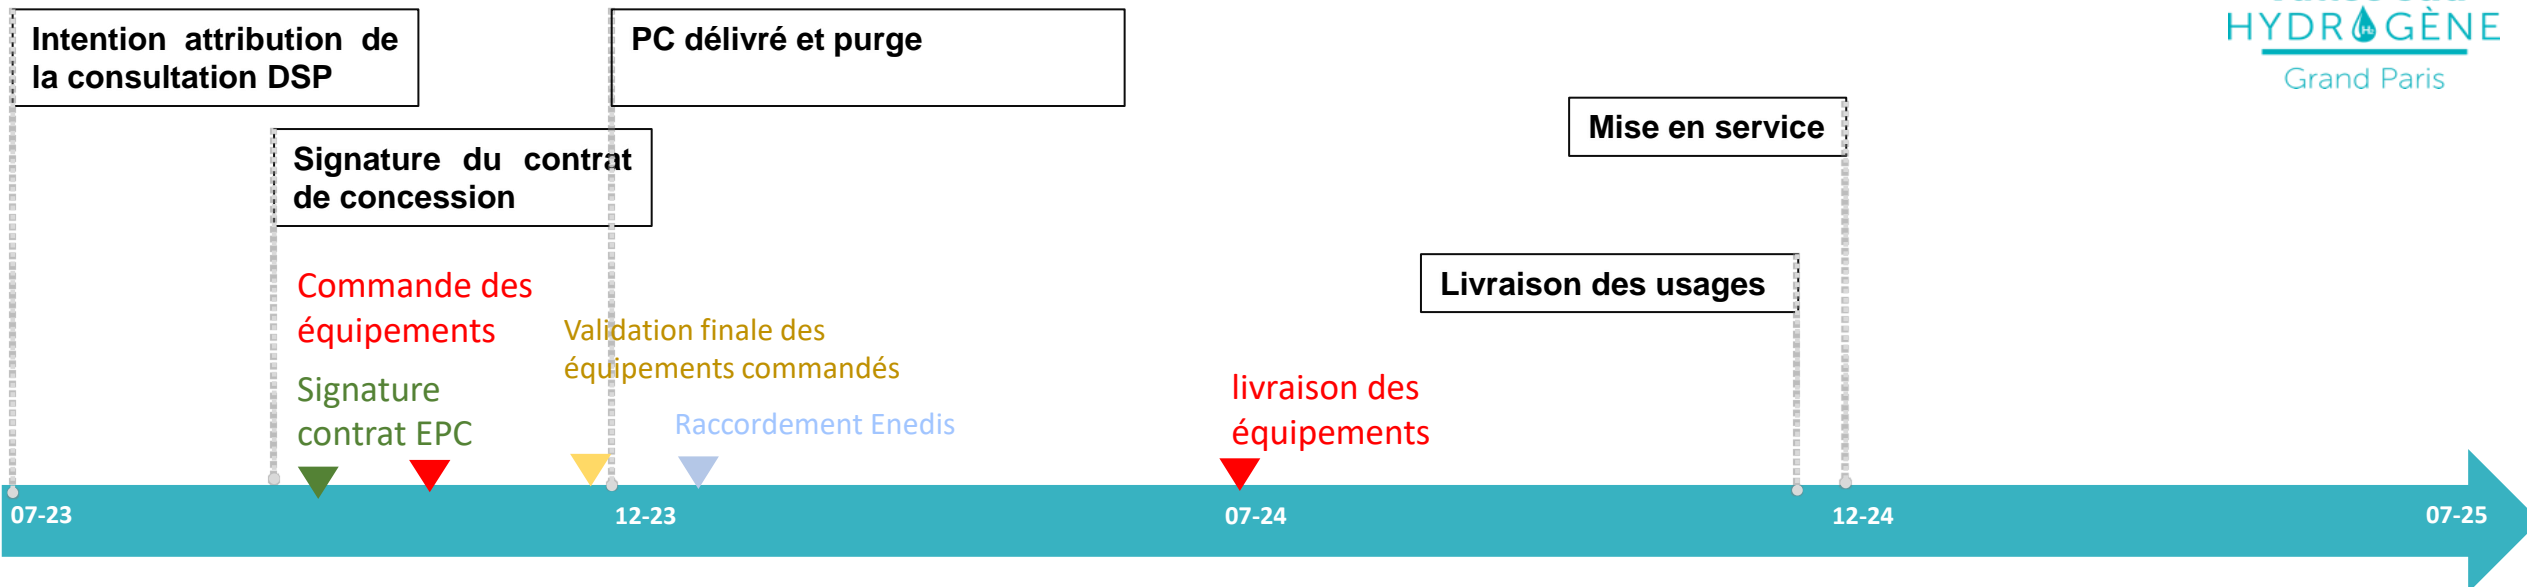 Intention attribution de
la consultation DSP
PC délivré et purge
HYDROGÈNE
Grand Paris
Mise en service
Signature du contrat
de concession
Livraison des usages
Commande des
équipements
Validation finale des
équipements commandés
Signature
contrat EPC
Raccordement Enedis
livraison des
équipements
07-23
12-23
07-24
12-24
07-25